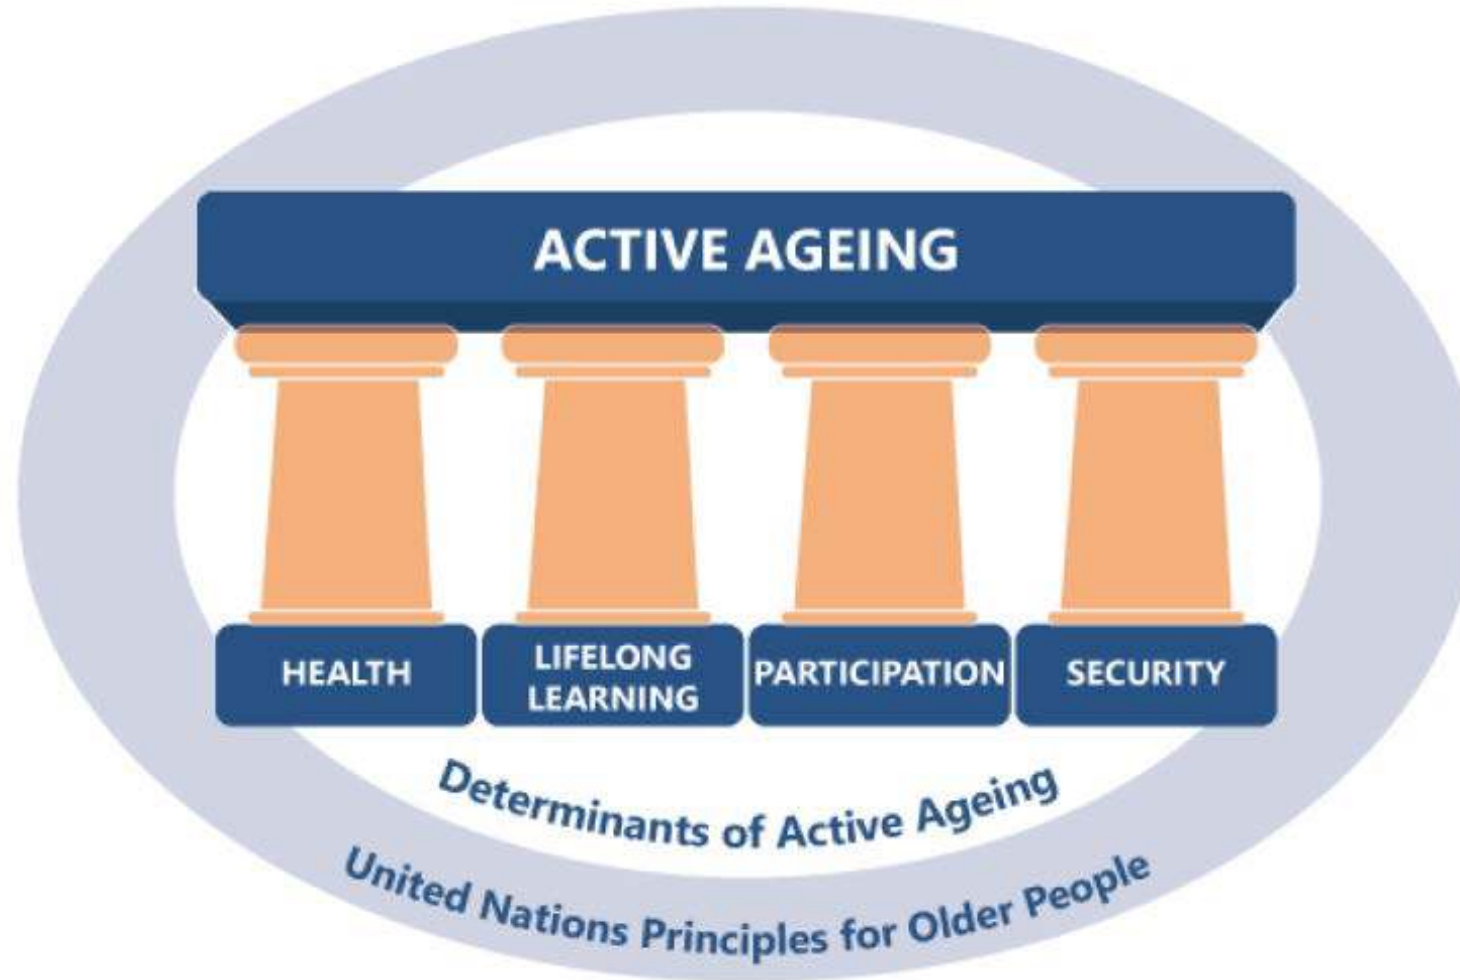 ACTIVE AGEING
HEALTH
LIFELONG
LEARNING
PARTICIPATION
SECURITY
Determinants of Active Ageing
United Nations Principles for Older People